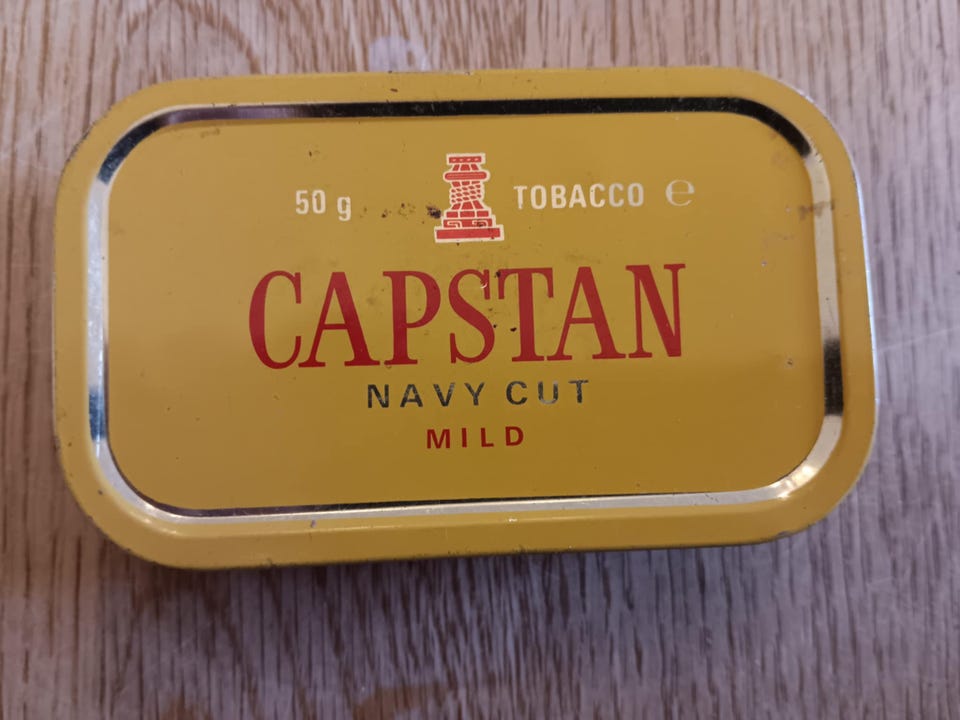 50 g TOBACCO ℮
CAPSTAN
NAVY CUT
MILD